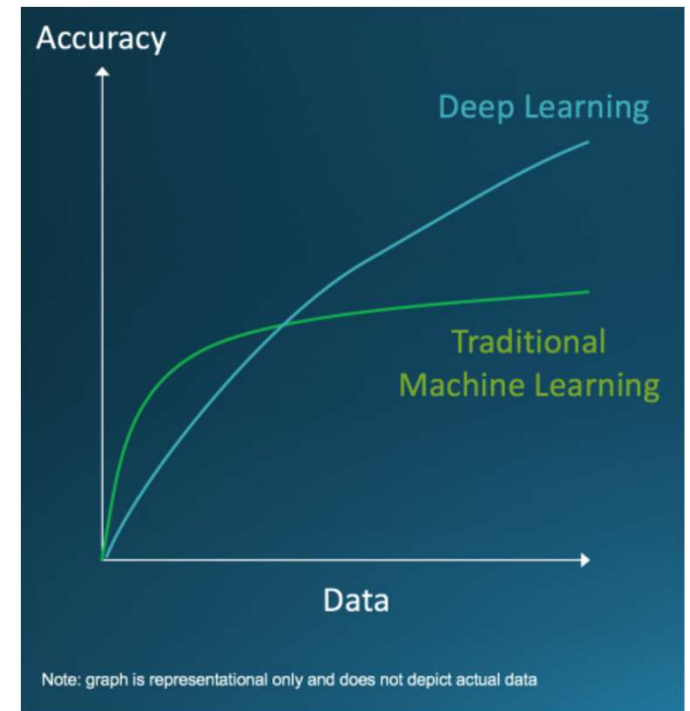 Accuracy
Deep Learning
Traditional
Machine Learning
Data
Note: graph is representational only and does not depict actual data